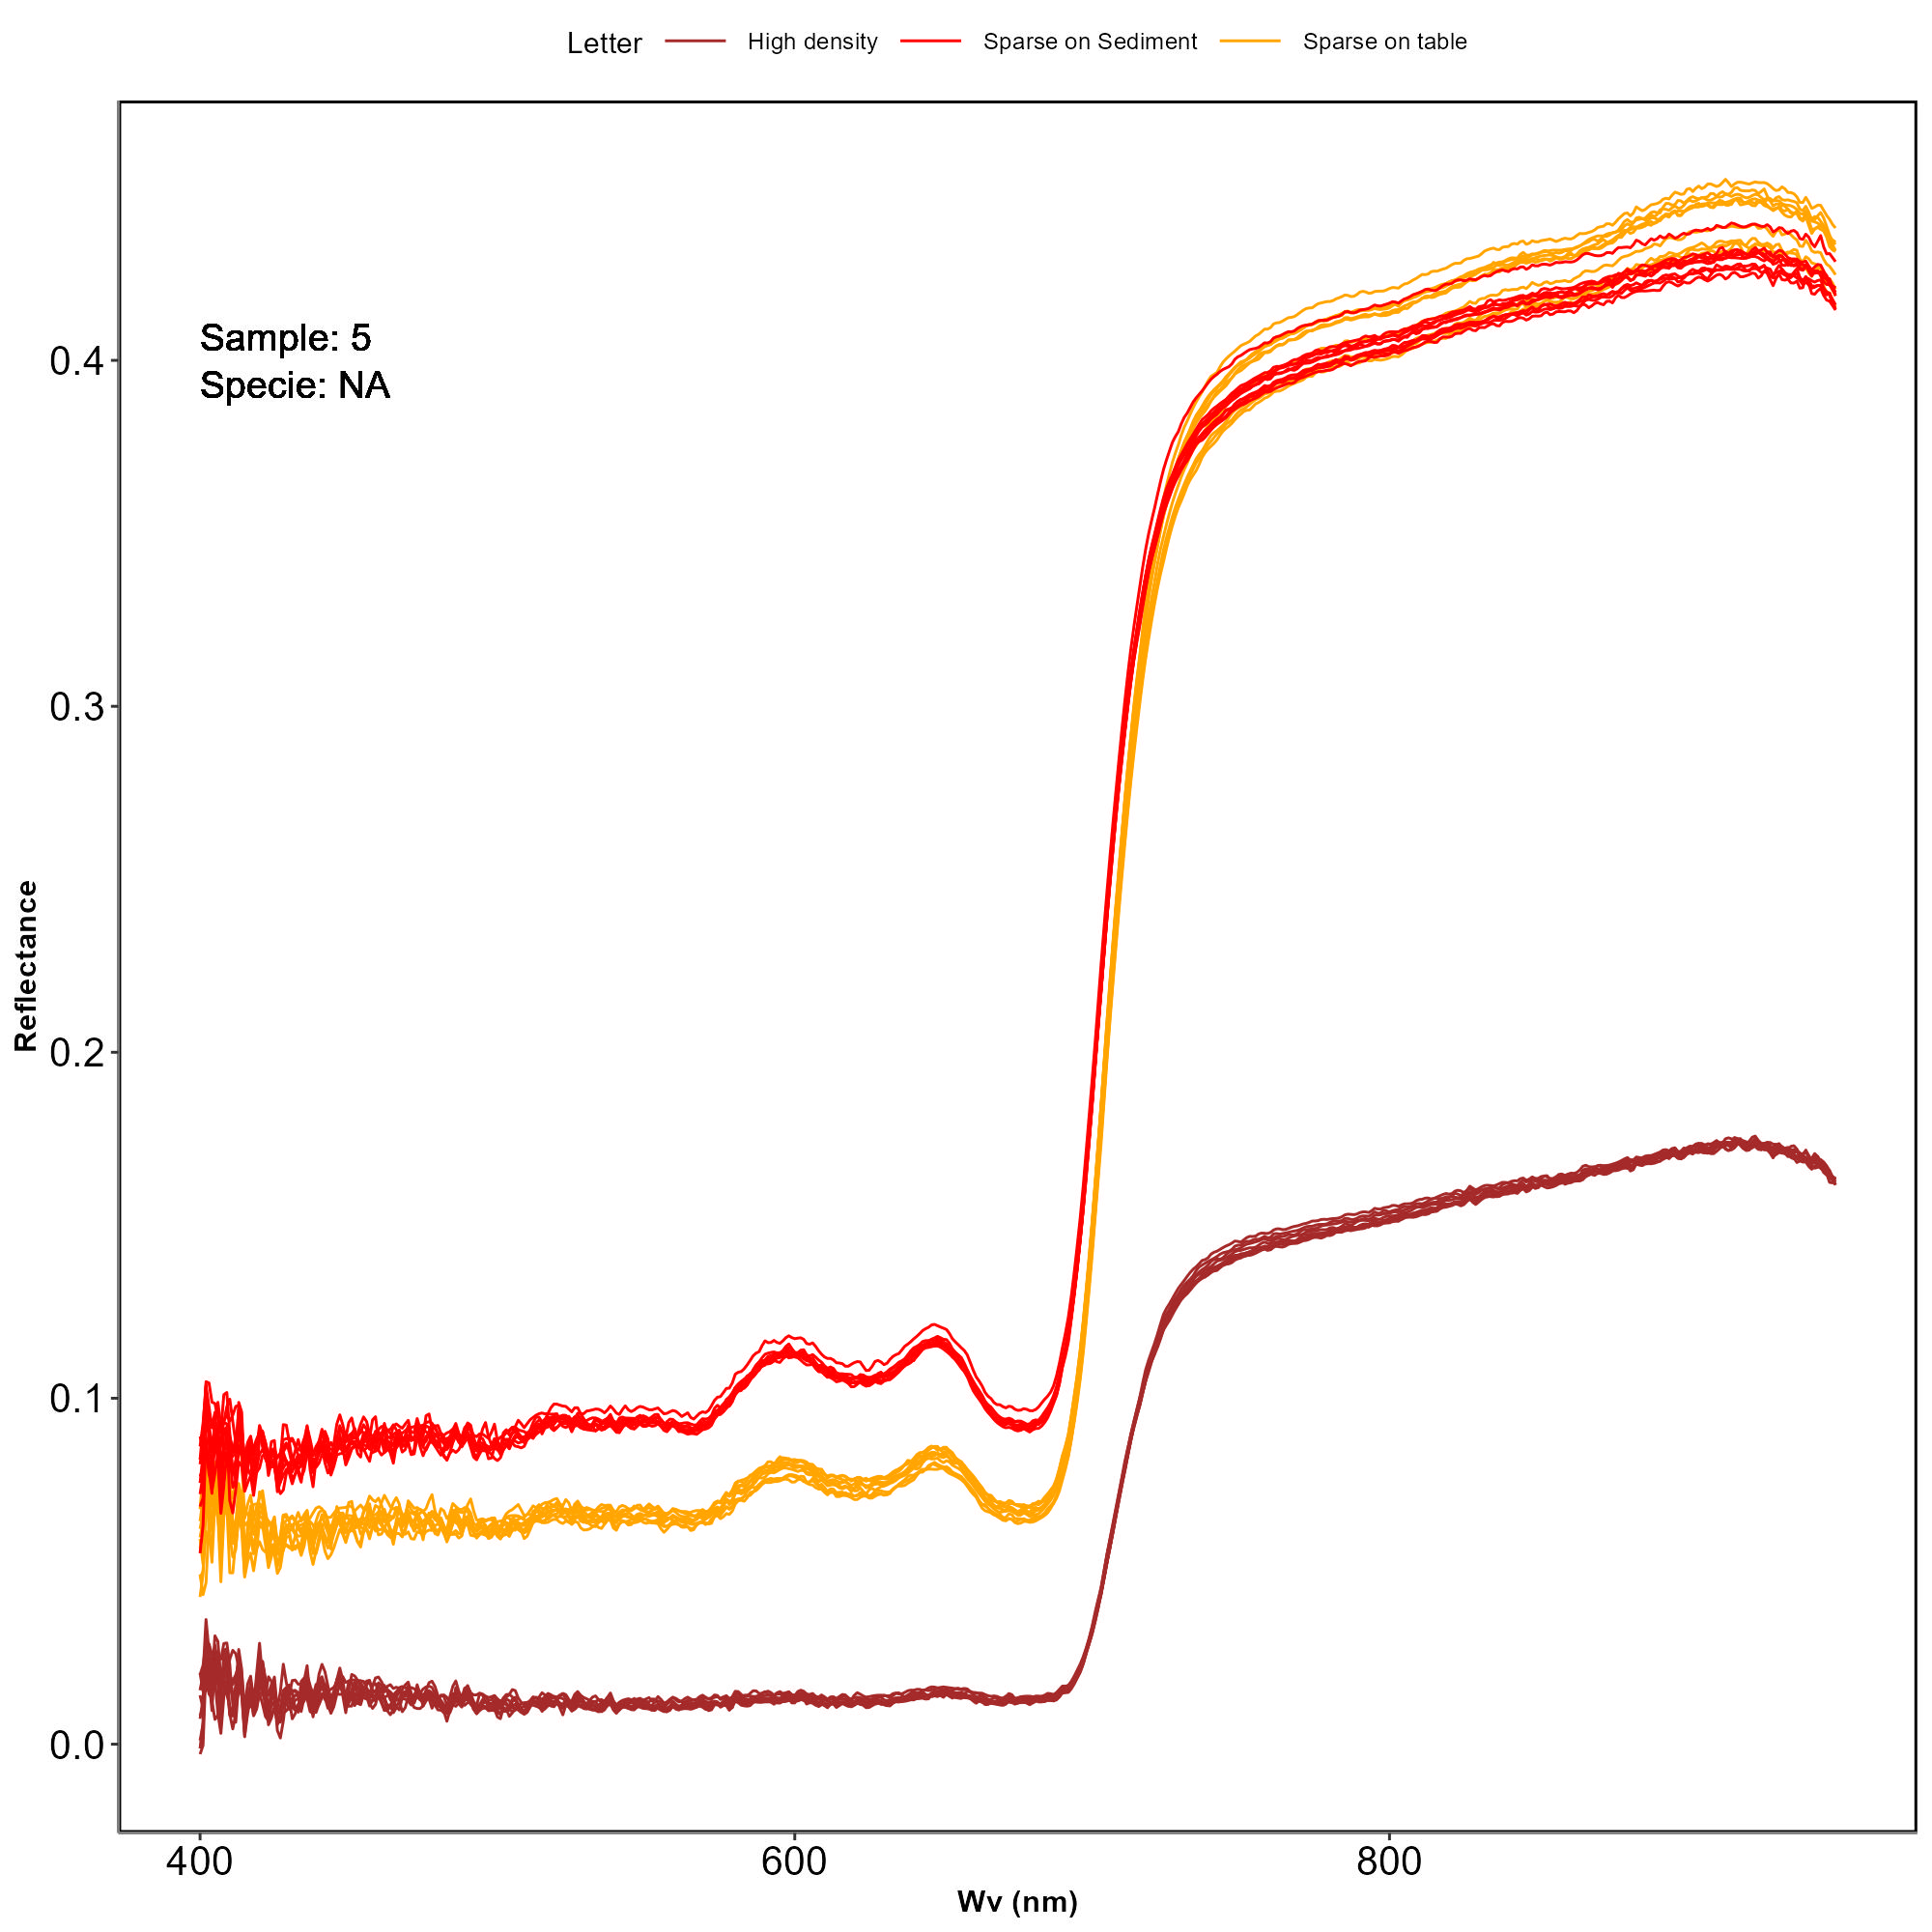 Letter High density Sparse on Sediment Sparse on table
Sample: 5
Specie: NA
0.4
0.3
0.2
0.1
0.0
Reflectance
400 600 800
Wv (nm)